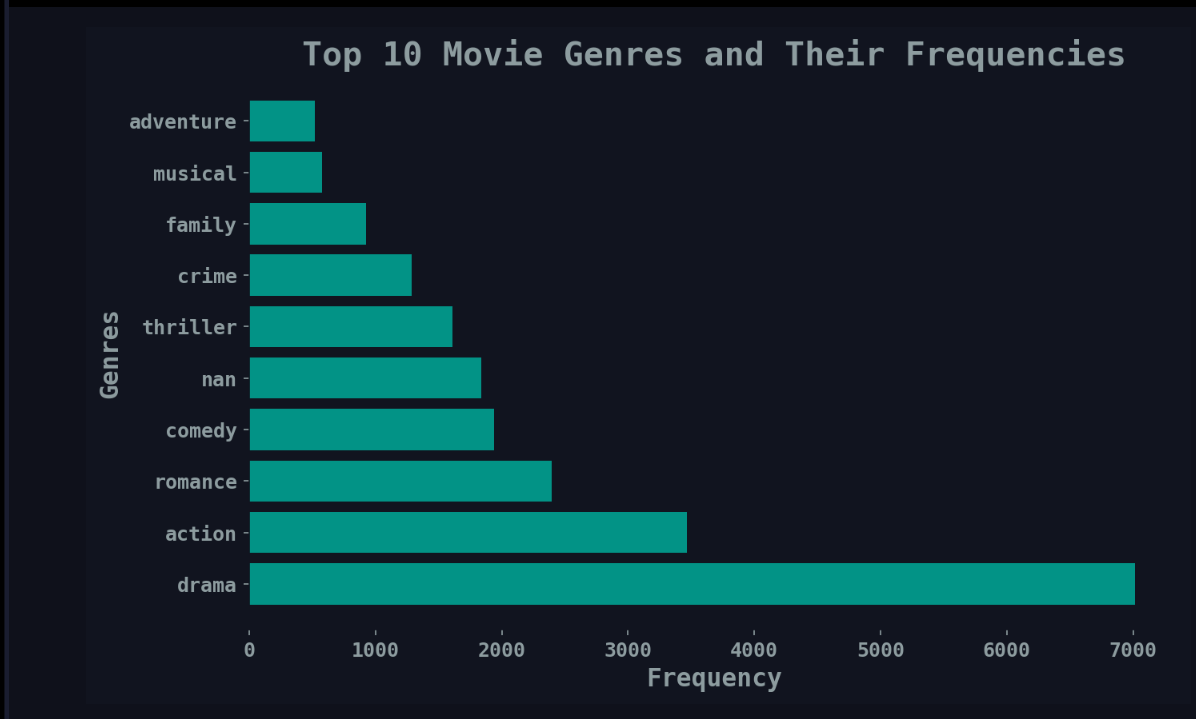 Top 10 Movie Genres and Their Frequencies
adventure
musical
family
crime
thriller
nan
comedy
romance
action
drama
Genres
0 1000 2000 3000 4000 5000 6000 7000
Frequency